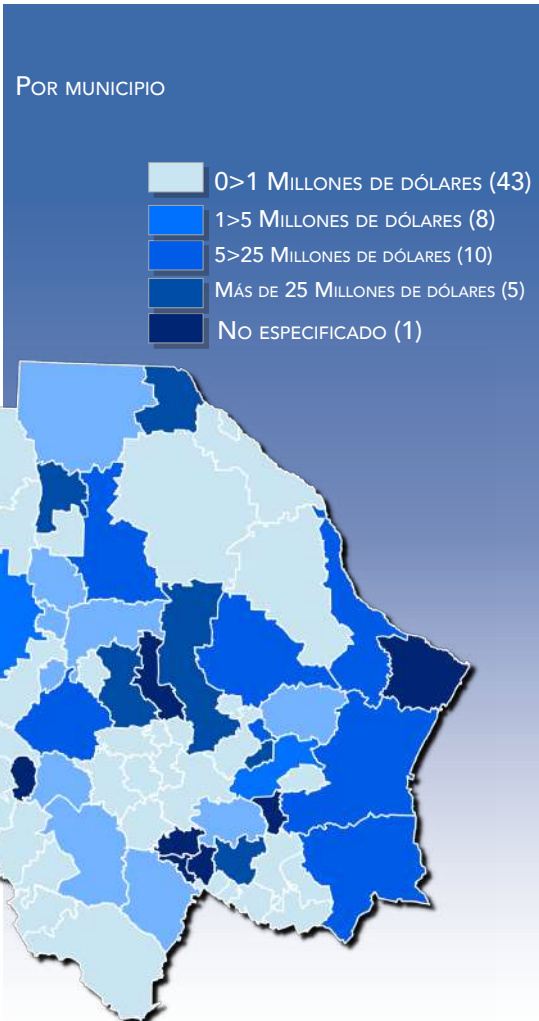 Por municipio
0>1 Millones de dólares (43)
1>5 Millones de dólares (8)
5>25 Millones de dólares (10)
Más de 25 Millones de dólares (5)
No especificado (1)